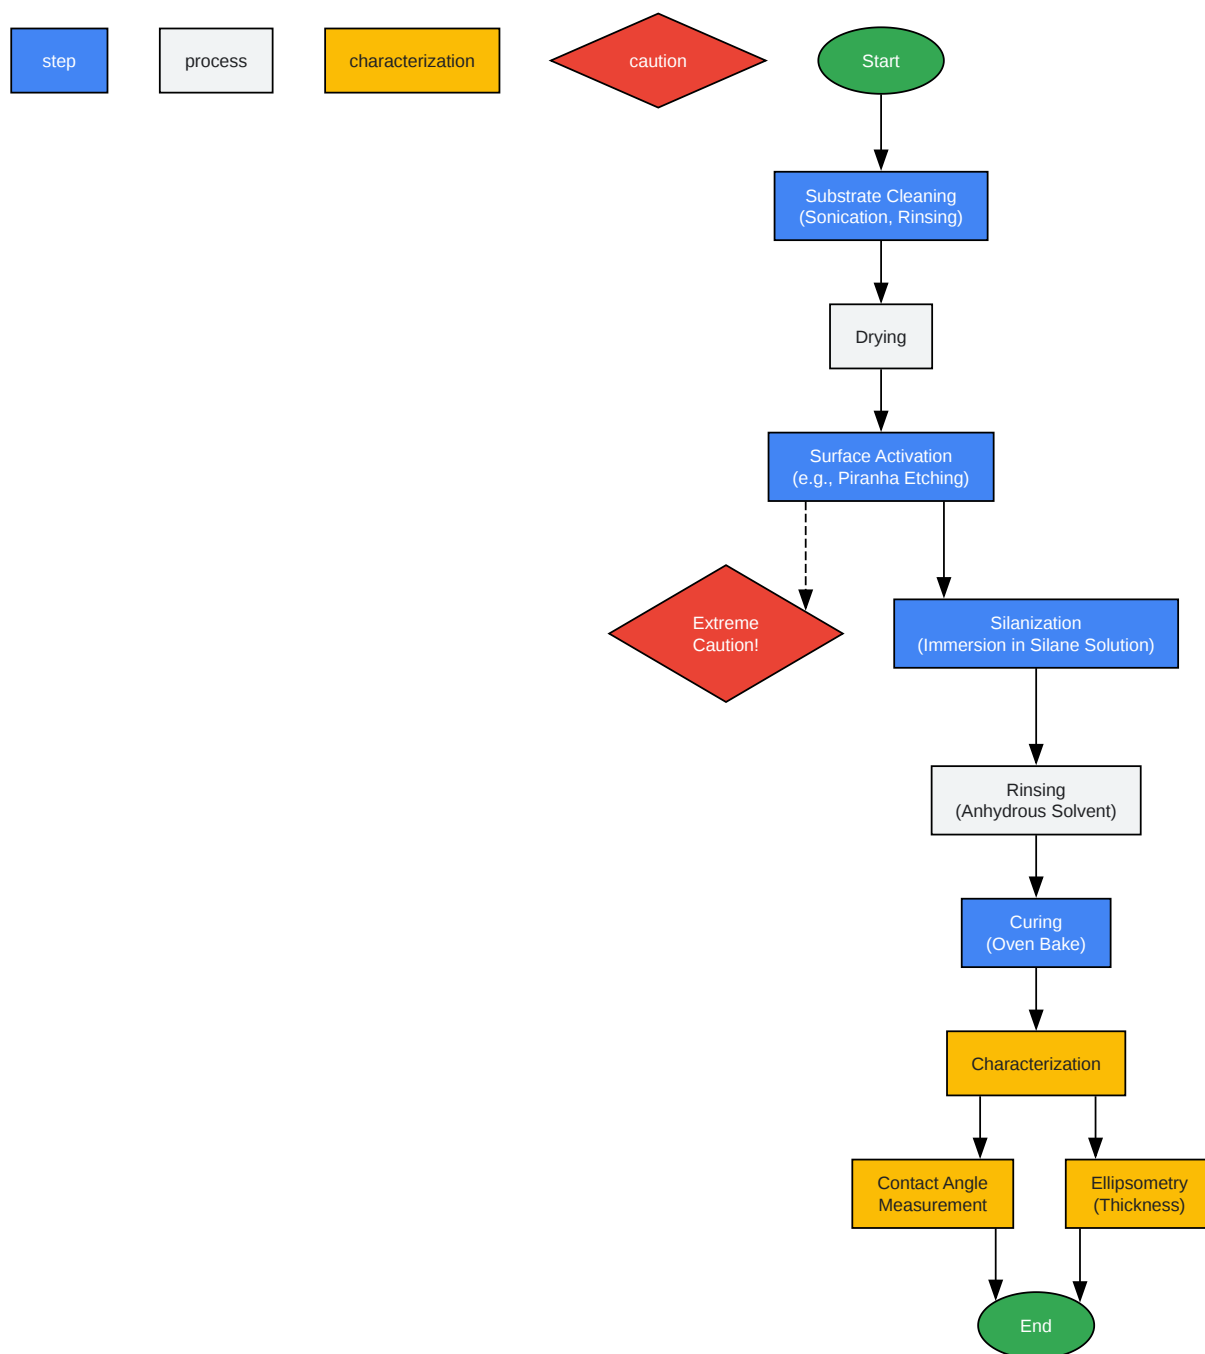 step
process
characterization
caution
Start
Substrate Cleaning
(Sonication, Rinsing)
Drying
Surface Activation
(e.g., Piranha Etching)
Extreme
Caution!
Silanization
(Immersion in Silane Solution)
Rinsing
(Anhydrous Solvent)
Curing
(Oven Bake)
Characterization
Contact Angle
Measurement
Ellipsometry
(Thickness)
End